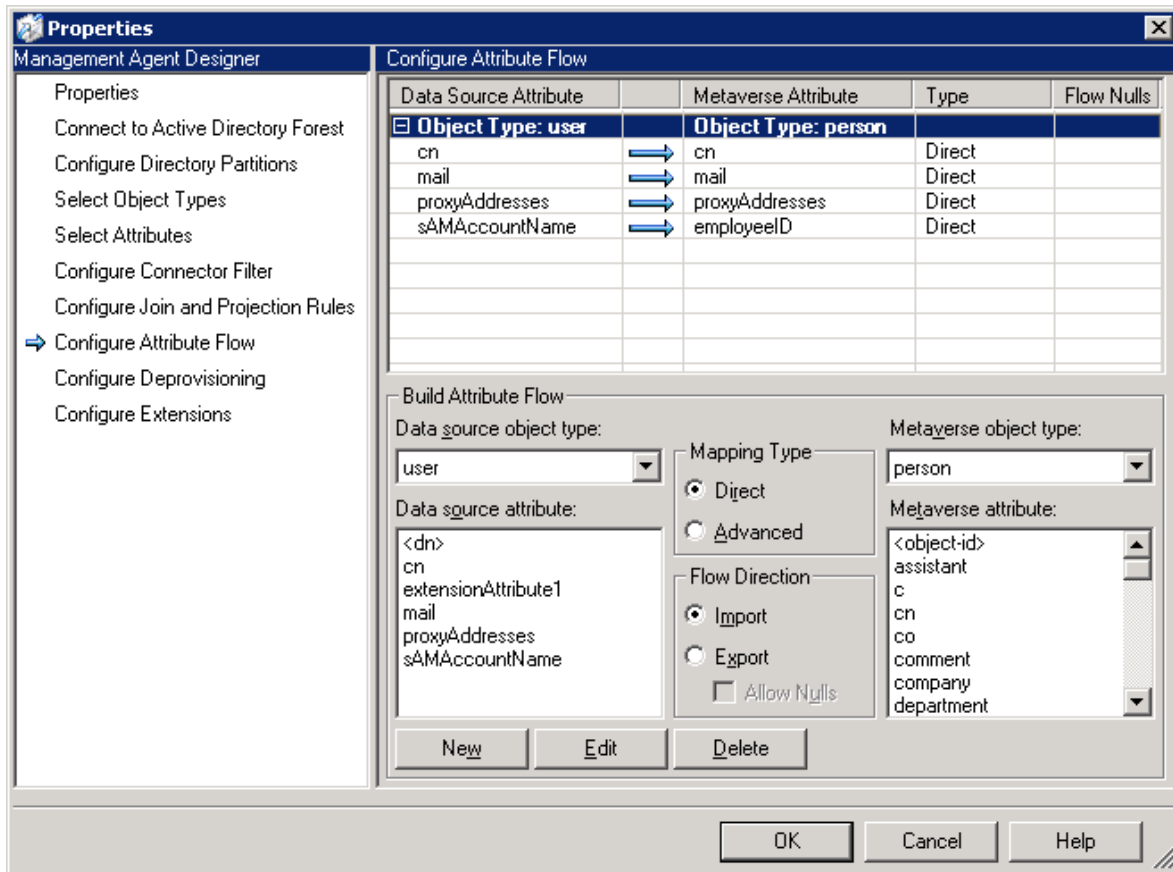 Properties
Management Agent Designer
Properties
Connect to Active Directory Forest
Configure Directory Partitions
Select Object Types
Select Attributes
Configure Connector Filter
Configure Join and Projection Rules
Configure Attribute Flow
Configure Deprovisioning
Configure Extensions
Configure Attribute Flow
Data Source Attribute Metaverse Attribute Type Flow Nulls
Object Type: user Object Type: person
cn cn Direct
mail mail Direct
proxyAddresses proxyAddresses Direct
sAMAccountName employeeID Direct
Build Attribute Flow
Data source object type:
user
Data source attribute:
<dn>
cn
extensionAttribute1
mail
proxyAddresses
sAMAccountName
Mapping Type
Direct
Advanced
Flow Direction
Import
Export
Allow Nulls
Metaverse object type:
person
Metaverse attribute:
<object-id>
assistant
c
cn
co
comment
company
department
New Edit Delete
OK Cancel Help